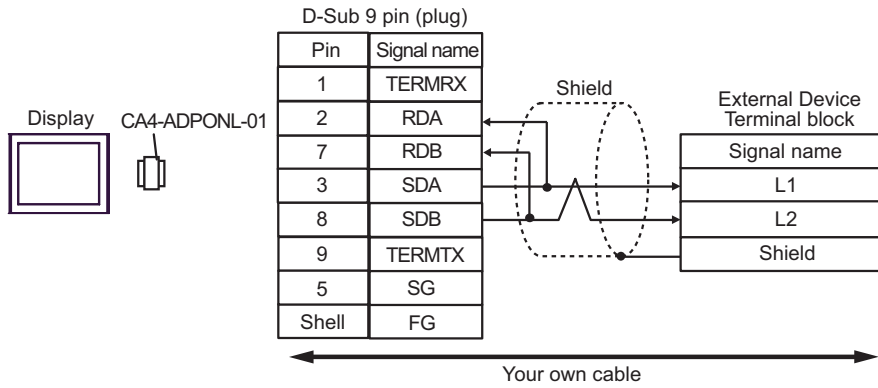 D-Sub 9 pin (plug)
Pin Signal name
1 TERMRX
2 RDA
7 RDB
3 SDA
8 SDB
9 TERMTX
5 SG
Shell FG
Display
CA4-ADPONL-01
Shield
External Device
Terminal block
Signal name
L1
L2
Shield
Your own cable